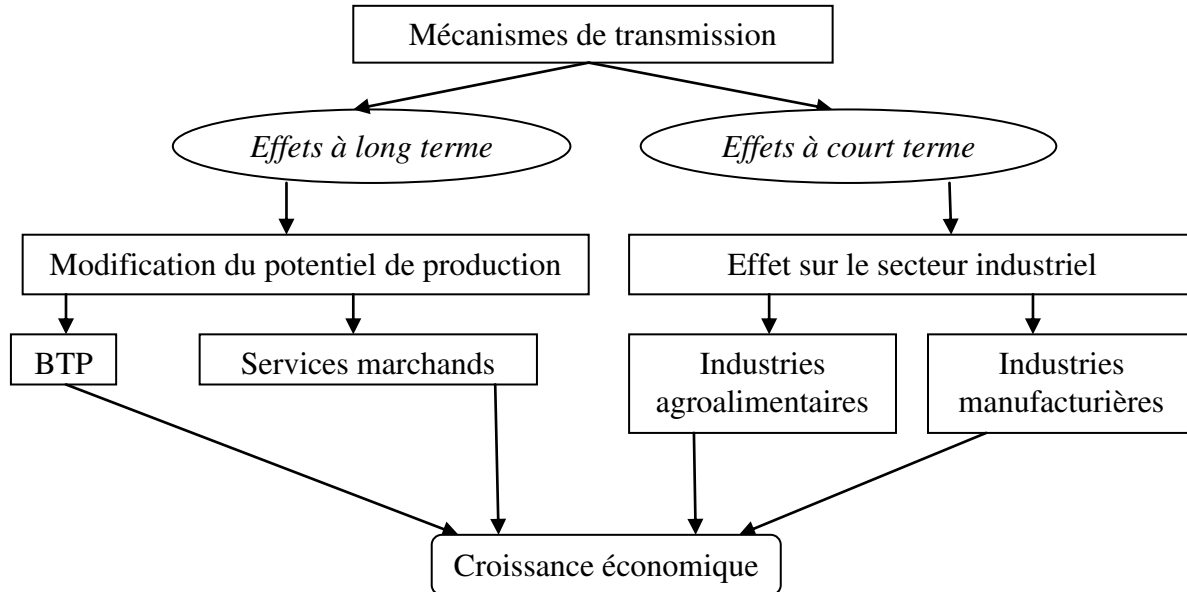 Mécanismes de transmission
Effets à long terme
Effets à court terme
Modification du potentiel de production
Effet sur le secteur industriel
BTP
Services marchands
Industries
agroalimentaires
Industries
manufacturières
Croissance économique